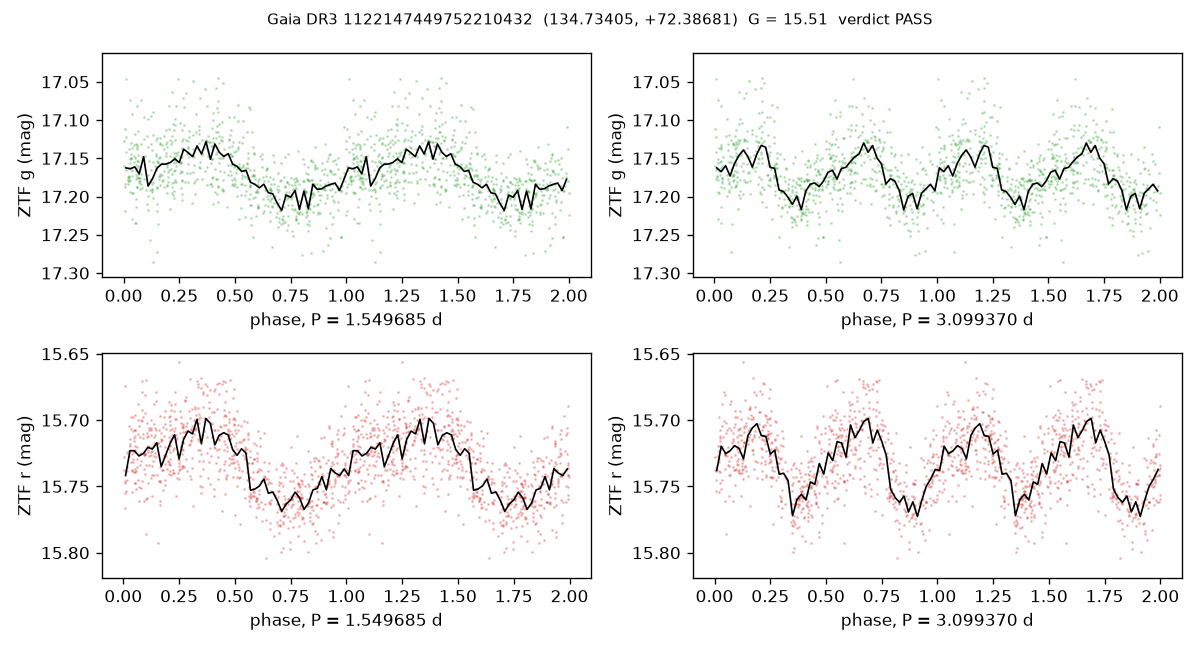 Gaia DR3 1122147449752210432  (134.73405, +72.38681)  G = 15.51  verdict PASS
ZTF g (mag)
17.05
17.10
17.15
17.20
17.25
17.30
0.00 0.25 0.50 0.75 1.00 1.25 1.50 1.75 2.00
phase, P = 1.549685 d
ZTF g (mag)
17.05
17.10
17.15
17.20
17.25
17.30
0.00 0.25 0.50 0.75 1.00 1.25 1.50 1.75 2.00
phase, P = 3.099370 d
ZTF r (mag)
15.65
15.70
15.75
15.80
0.00 0.25 0.50 0.75 1.00 1.25 1.50 1.75 2.00
phase, P = 1.549685 d
ZTF r (mag)
15.65
15.70
15.75
15.80
0.00 0.25 0.50 0.75 1.00 1.25 1.50 1.75 2.00
phase, P = 3.099370 d